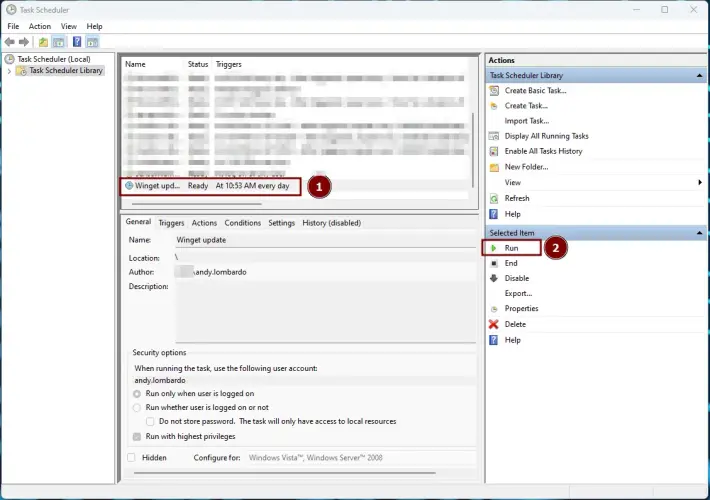 Task Scheduler
File Action View Help
Task Scheduler (Local)
Task Scheduler Library
Name Status Triggers
Winget upd... Ready At 10:53 AM every day
1
General Triggers Actions Conditions Settings History (disabled)
Name: Winget update
Location: \
Author: \andy.lombardo
Description:
Security options
When running the task, use the following user account:
andy.lombardo
Run only when user is logged on
Run whether user is logged on or not
Do not store password. The task will only have access to local resources
Run with highest privileges
Hidden Configure for: Windows Vista™, Windows Server™ 2008
Actions
Task Scheduler Library
Create Basic Task...
Create Task...
Import Task...
Display All Running Tasks
Enable All Tasks History
New Folder...
View
Refresh
Help
Selected Item
Run
2
End
Disable
Export...
Properties
Delete
Help